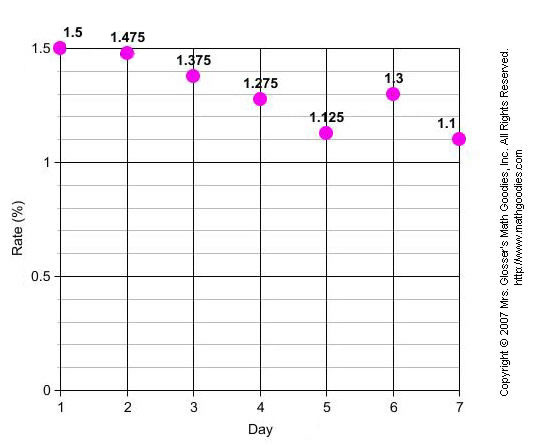 1.5
1.475
1.375
1.275
1.125
1.3
1.1
1.5
1
0.5
0
Rate (%)
1 2 3 4 5 6 7
Day
Copyright © 2007 Mrs. Glosser's Math Goodies, Inc. All Rights Reserved.
http://www.mathgoodies.com